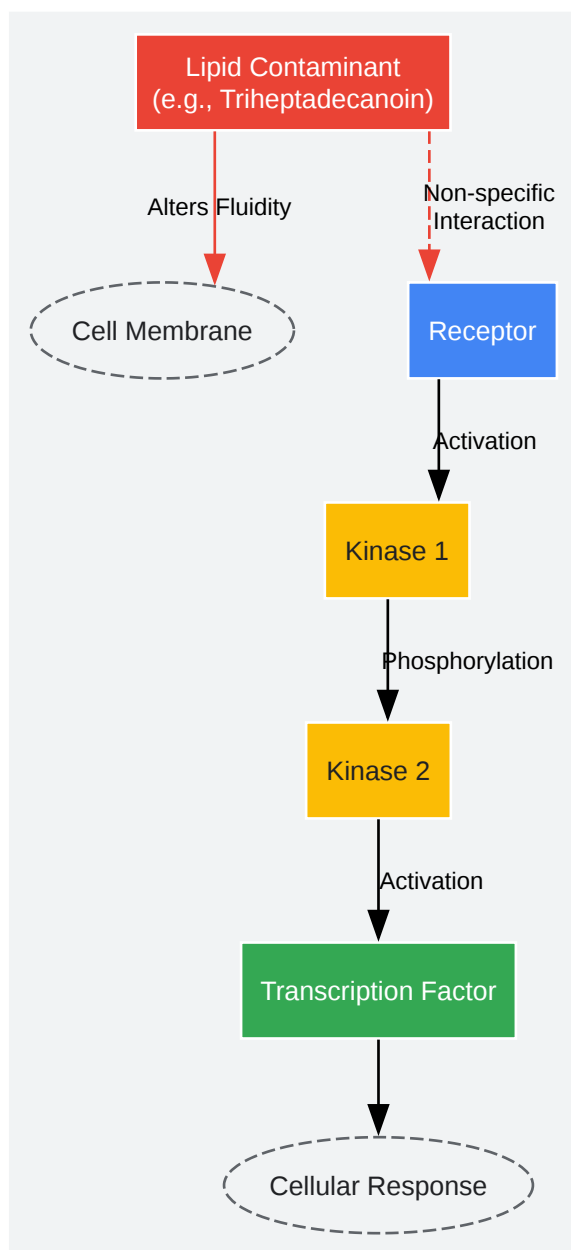 Lipid Contaminant
(e.g., Triheptadecanoin)
Alters Fluidity
Non-specific
Interaction
Cell Membrane
Receptor
Activation
Kinase 1
Phosphorylation
Kinase 2
Activation
Transcription Factor
Cellular Response